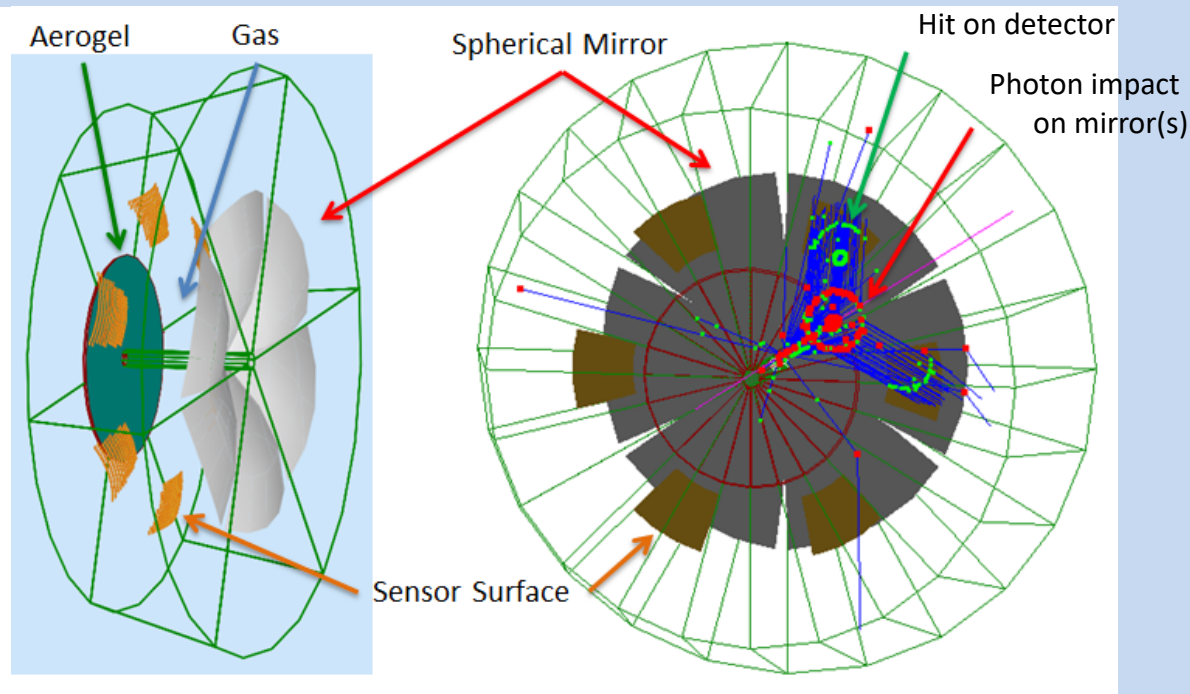 Aerogel
Gas
Spherical Mirror
Hit on detector
Photon impact
on mirror(s)
Sensor Surface